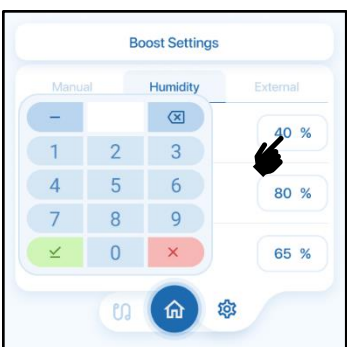 Boost Settings
Manual Humidity External
−
1 2 3 40 %
4 5 6 80 %
7 8 9
0 × 65 %